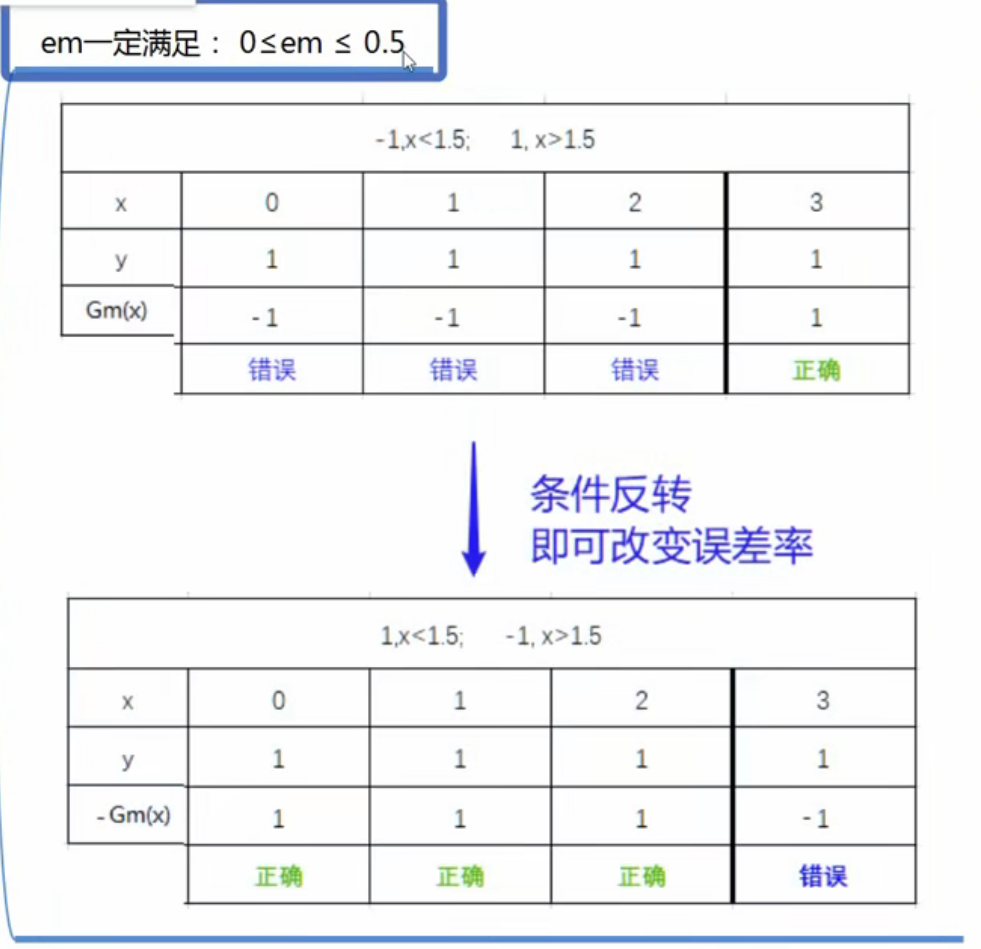 em一定满足： 0≤em ≤ 0.5
-1,x<1.5; 1, x>1.5
x 0 1 2 3
y 1 1 1 1
Gm(x) -1 -1 -1 1
错误 错误 错误 正确
条件反转
即可改变误差率
1,x<1.5; -1, x>1.5
x 0 1 2 3
y 1 1 1 1
-Gm(x) 1 1 1 -1
正确 正确 正确 错误